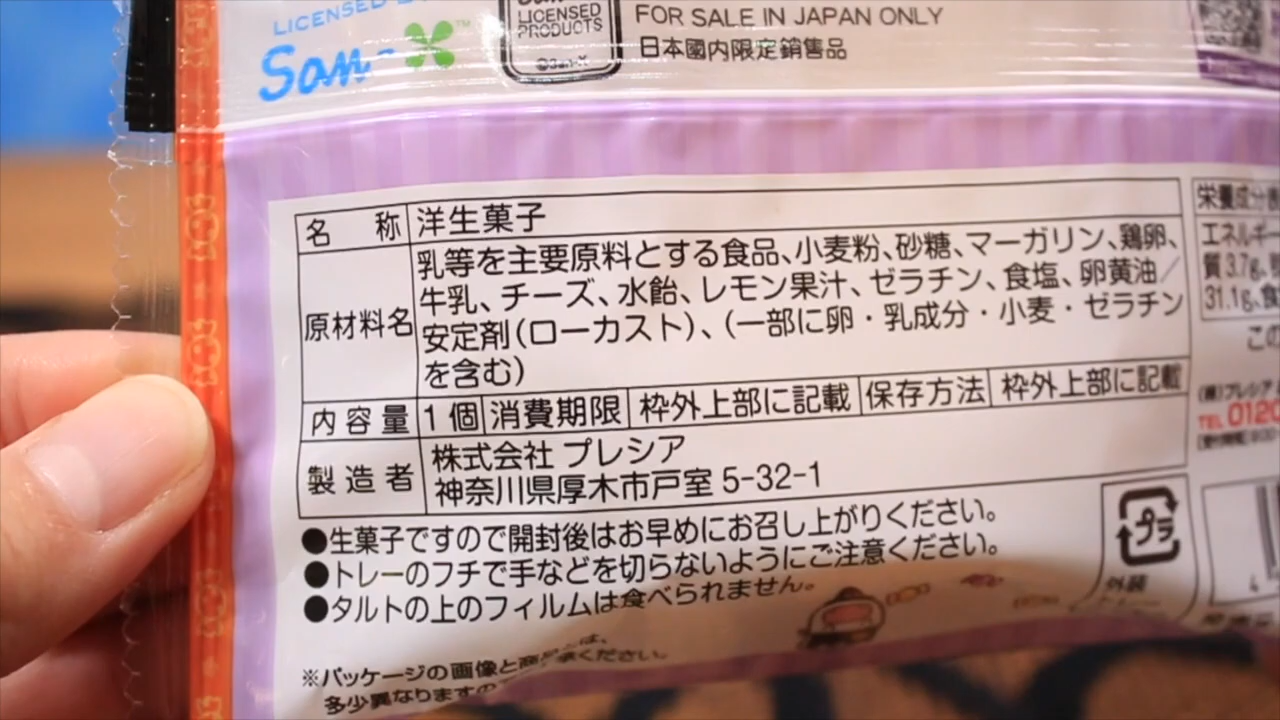 LICENSED
San-X™
LICENSED
PRODUCTS
©San-X
FOR SALE IN JAPAN ONLY
日本國内限定銷售品
名 称 洋生菓子
原材料名 乳等を主要原料とする食品、小麦粉、砂糖、マーガリン、鶏卵、
牛乳、チーズ、水飴、レモン果汁、ゼラチン、食塩、卵黄油／
安定剤(ローカスト)、(一部に卵・乳成分・小麦・ゼラチン
を含む)
内容量 1個 消費期限 枠外上部に記載 保存方法 枠外上部に記載
製造者 株式会社 プレシア
神奈川県厚木市戸室 5-32-1
●生菓子ですので開封後はお早めにお召し上がりください。
●トレーのフチで手などを切らないようにご注意ください。
●タルトの上のフィルムは食べられません。
※パッケージの画像と
多少異なりますの
栄養成分表
エネルギー
質3.7g、
31.1g、食
この
(株)プレシア
TEL 0120
プラ
外装
4